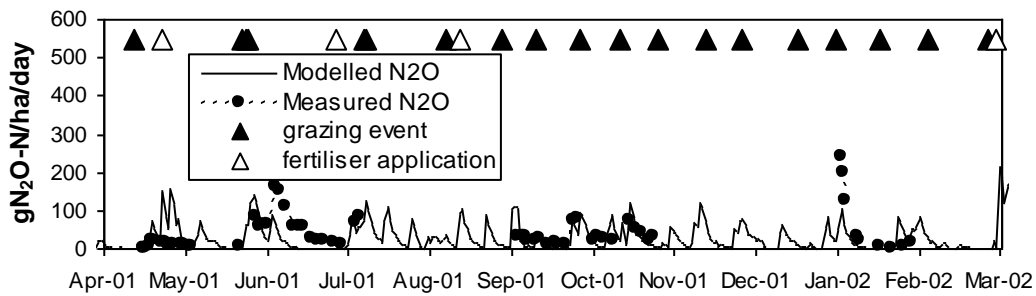 gN₂O-N/ha/day
600
500
400
300
200
100
0
Modelled N2O
Measured N2O
grazing event
fertiliser application
Apr-01 May-01 Jun-01 Jul-01 Aug-01 Sep-01 Oct-01 Nov-01 Dec-01 Jan-02 Feb-02 Mar-02